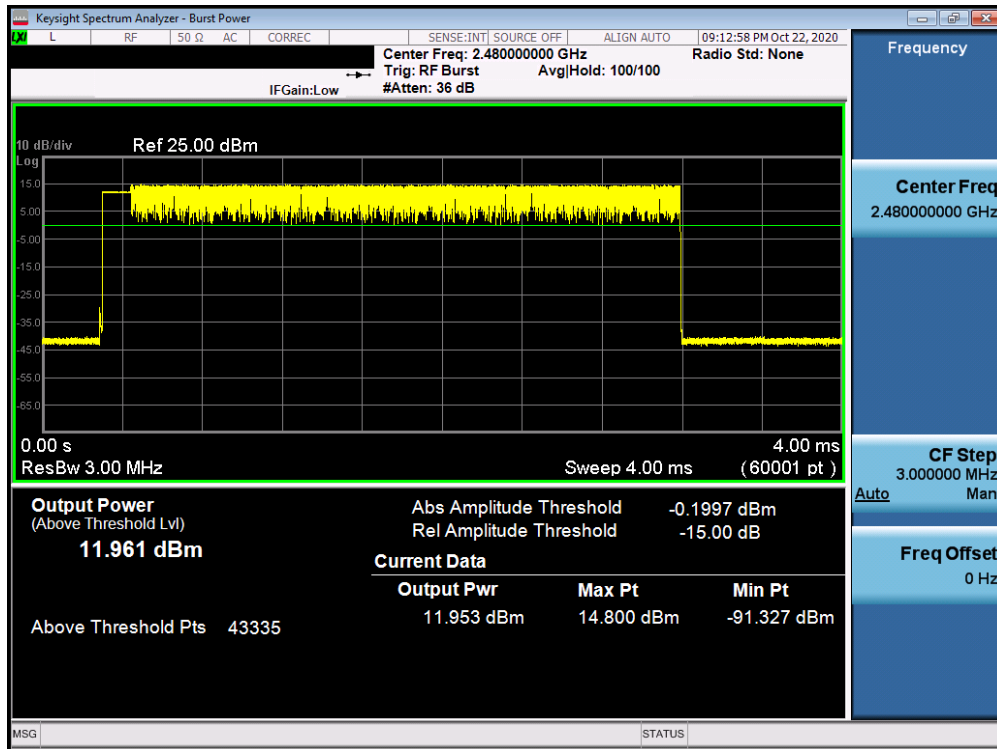 Keysight Spectrum Analyzer - Burst Power
LXI L RF 50 Ω AC CORREC SENSE:INT SOURCE OFF ALIGN AUTO 09:12:58 PM Oct 22, 2020
Center Freq: 2.480000000 GHz Radio Std: None
Trig: RF Burst Avg|Hold: 100/100
IFGain:Low #Atten: 36 dB
10 dB/div Ref 25.00 dBm
Log
15.0
5.00
-5.00
-15.0
-25.0
-35.0
-45.0
-55.0
-65.0
0.00 s 4.00 ms
ResBw 3.00 MHz Sweep 4.00 ms (60001 pt )
Output Power
(Above Threshold Lvl)
11.961 dBm
Above Threshold Pts 43335
Abs Amplitude Threshold -0.1997 dBm
Rel Amplitude Threshold -15.00 dB
Current Data
Output Pwr Max Pt Min Pt
11.953 dBm 14.800 dBm -91.327 dBm
MSG STATUS
Frequency
Center Freq
2.480000000 GHz
CF Step
3.000000 MHz
Auto Man
Freq Offset
0 Hz